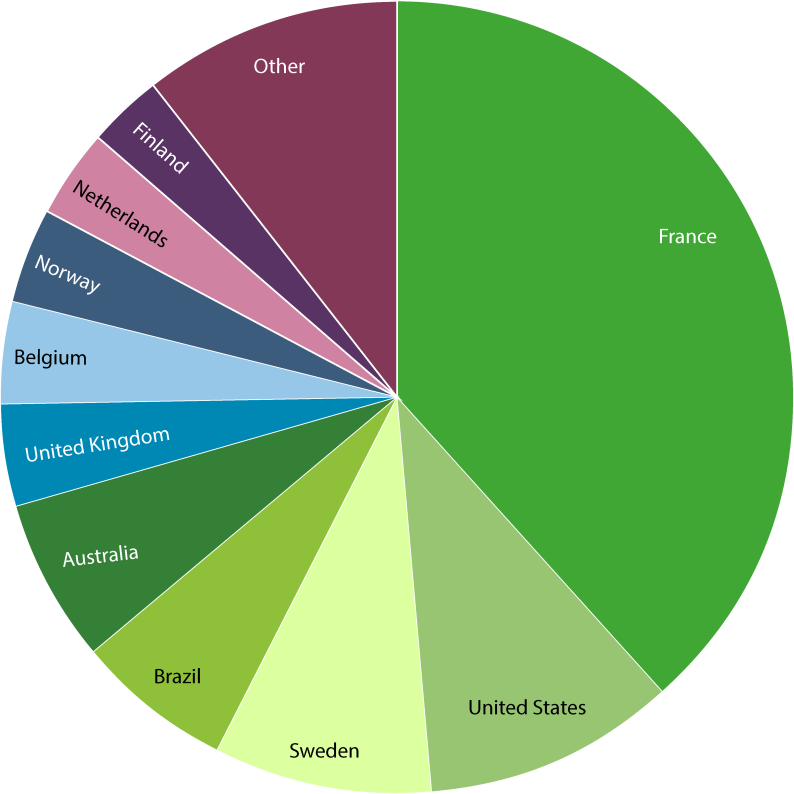 Other
France
Finland
Netherlands
Norway
Belgium
United Kingdom
Australia
Brazil
Sweden
United States